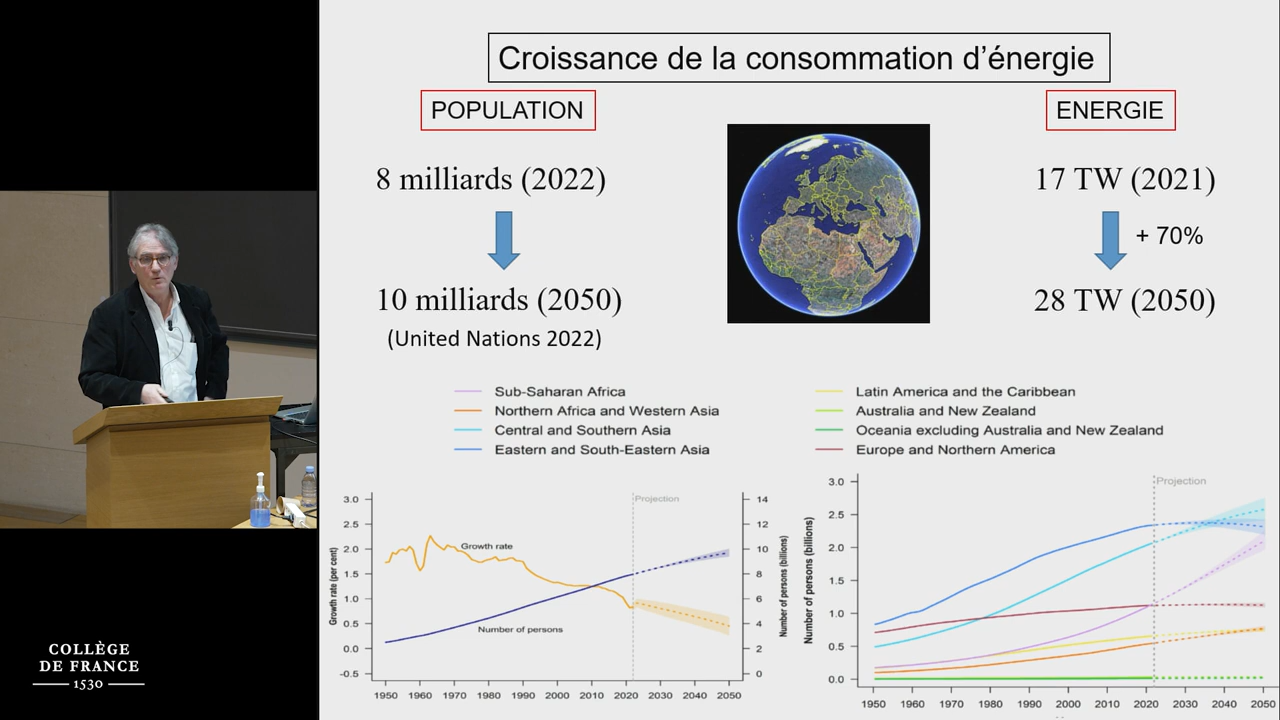 Croissance de la consommation d'énergie
POPULATION
ENERGIE
8 milliards (2022)
17 TW (2021)
+ 70%
10 milliards (2050)
28 TW (2050)
(United Nations 2022)
Sub-Saharan Africa
Northern Africa and Western Asia
Central and Southern Asia
Eastern and South-Eastern Asia
Latin America and the Caribbean
Australia and New Zealand
Oceania excluding Australia and New Zealand
Europe and Northern America
Growth rate (per cent)
3.0
2.5
2.0
1.5
1.0
0.5
0.0
-0.5
Projection
Growth rate
Number of persons
14
12
10
8
6
4
2
0
Number of persons (billions)
1950 1960 1970 1980 1990 2000 2010 2020 2030 2040 2050
Number of persons (billions)
3.0
2.5
2.0
1.5
1.0
0.5
0.0
Projection
1950 1960 1970 1980 1990 2000 2010 2020 2030 2040 2050
COLLÈGE
DE FRANCE
1530